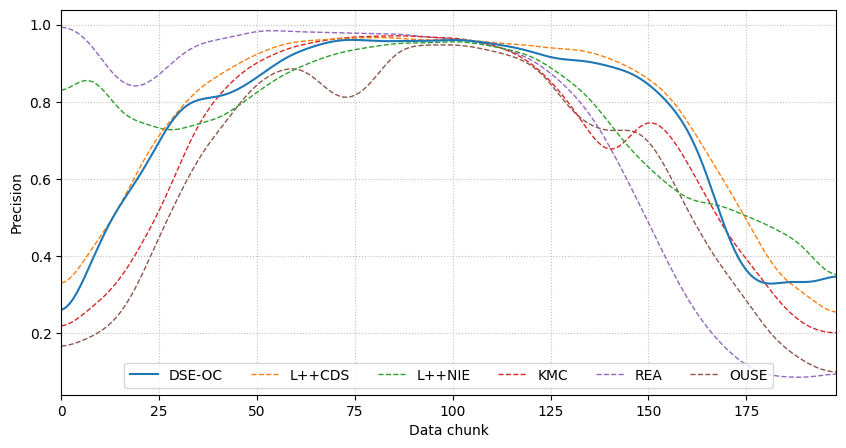 1.0
0.8
0.6
0.4
0.2
Precision
DSE-OC L++CDS L++NIE KMC REA OUSE
0 25 50 75 100 125 150 175
Data chunk